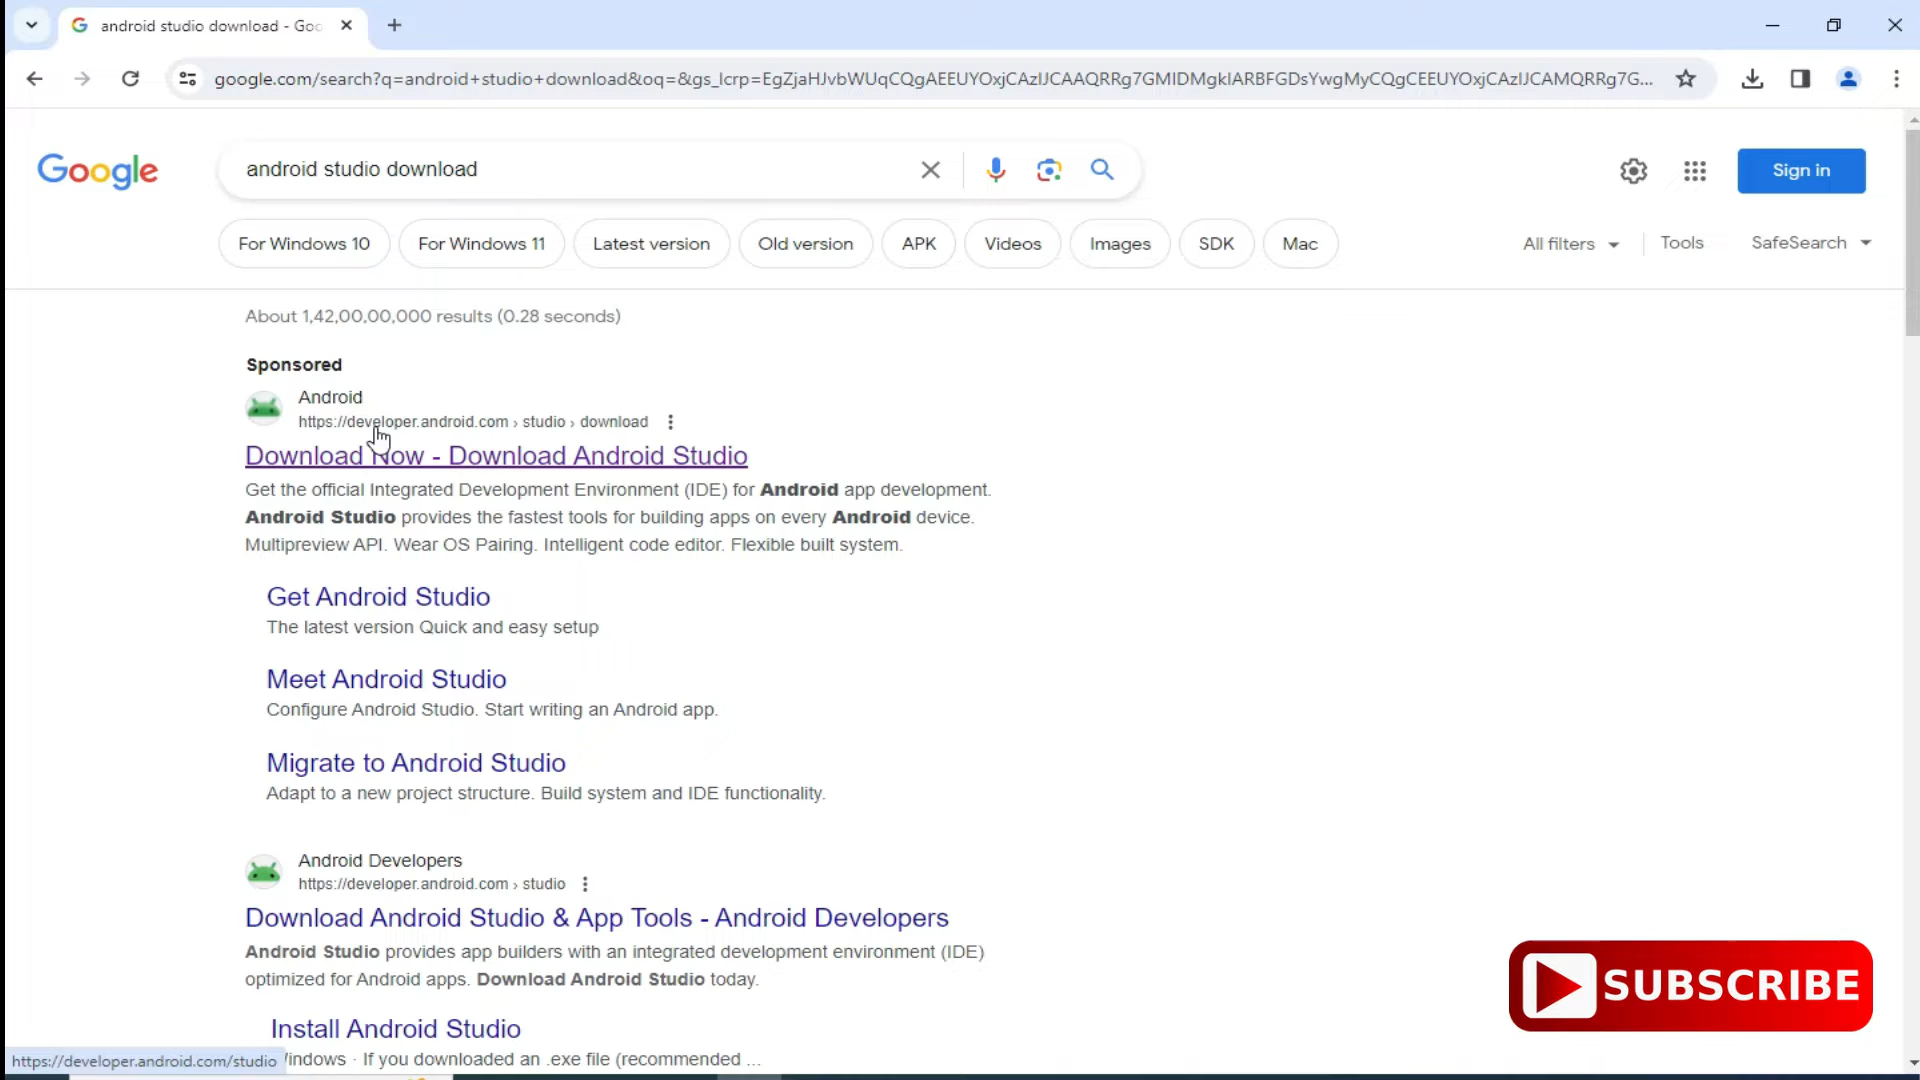 android studio download - Goo
google.com/search?q=android+studio+download&oq=&gs_lcrp=EgZjaHJvbWUqCQgAEEUYOxjCAzIJCAAQRRg7GMIDMgkIARBFGDsYwgMyCQgCEEUYOxjCAzIJCAMQRRg7G...
Google
android studio download
Sign in
For Windows 10
For Windows 11
Latest version
Old version
APK
Videos
Images
SDK
Mac
All filters
Tools
SafeSearch
About 1,42,00,00,000 results (0.28 seconds)
Sponsored
Android
https://developer.android.com › studio › download
Download Now - Download Android Studio
Get the official Integrated Development Environment (IDE) for Android app development.
Android Studio provides the fastest tools for building apps on every Android device.
Multipreview API. Wear OS Pairing. Intelligent code editor. Flexible built system.
Get Android Studio
The latest version Quick and easy setup
Meet Android Studio
Configure Android Studio. Start writing an Android app.
Migrate to Android Studio
Adapt to a new project structure. Build system and IDE functionality.
Android Developers
https://developer.android.com › studio
Download Android Studio & App Tools - Android Developers
Android Studio provides app builders with an integrated development environment (IDE)
optimized for Android apps. Download Android Studio today.
SUBSCRIBE
Install Android Studio
https://developer.android.com/studio
indows · If you downloaded an .exe file (recommended ...